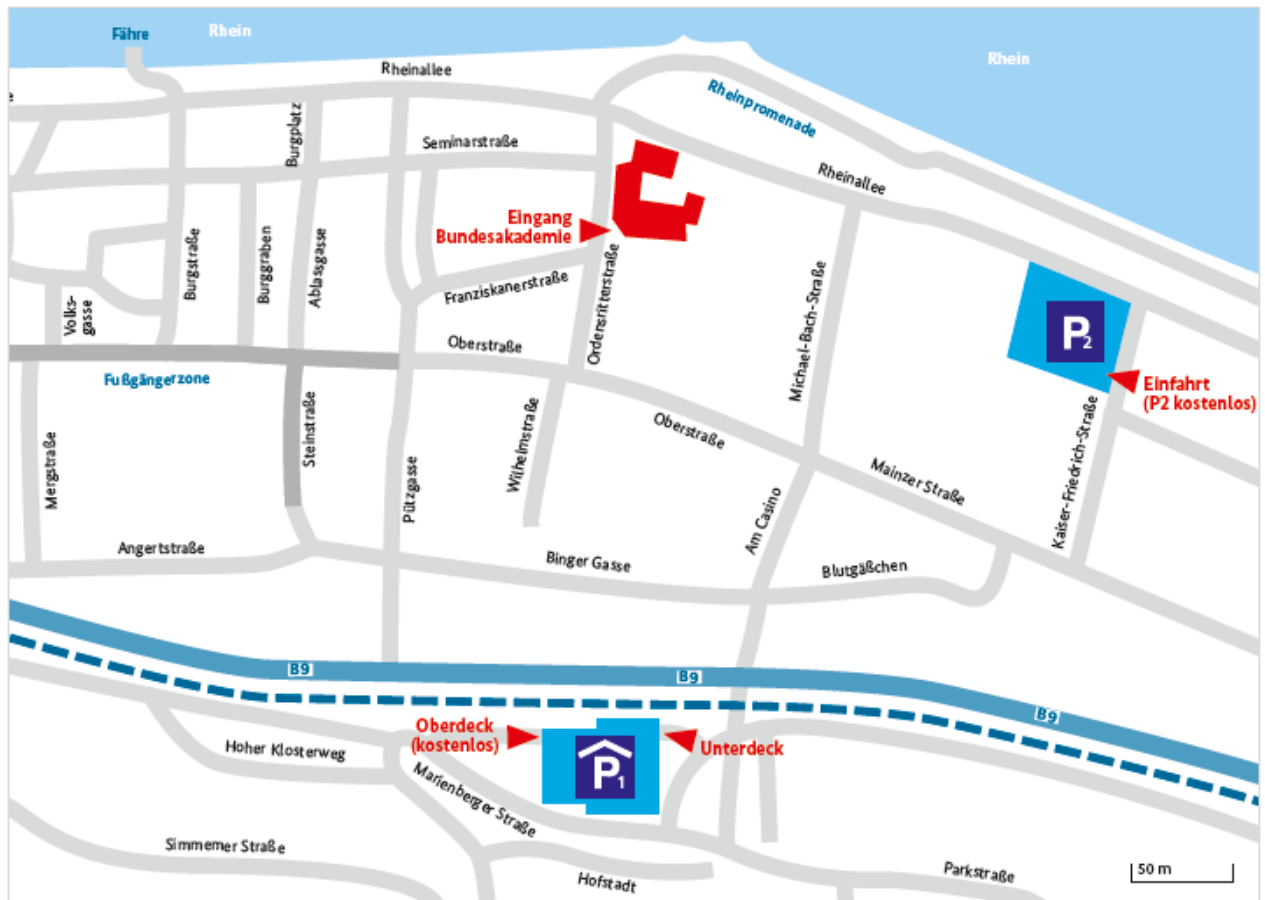 Fähre
Rhein
Rhein
Rheinallee
Rheinpromenade
Burgplatz
Seminarstraße
Rheinallee
Eingang
Bundesakademie
Burgstraße
Burggraben
Ablassgasse
Franziskanerstraße
Ordensritterstraße
Michael-Bach-Straße
Volks-
gasse
P2
Oberstraße
Fußgängerzone
Einfahrt
(P2 kostenlos)
Mergstraße
Steinstraße
Pützgasse
Wilhelmstraße
Oberstraße
Mainzer Straße
Kaiser-Friedrich-Straße
Am Casino
Angertstraße
Binger Gasse
Blutgäßchen
B9
B9
B9
Oberdeck
(kostenlos)
Unterdeck
P1
Hoher Klosterweg
Marienberger Straße
Simmerner Straße
Hofstadt
Parkstraße
50 m